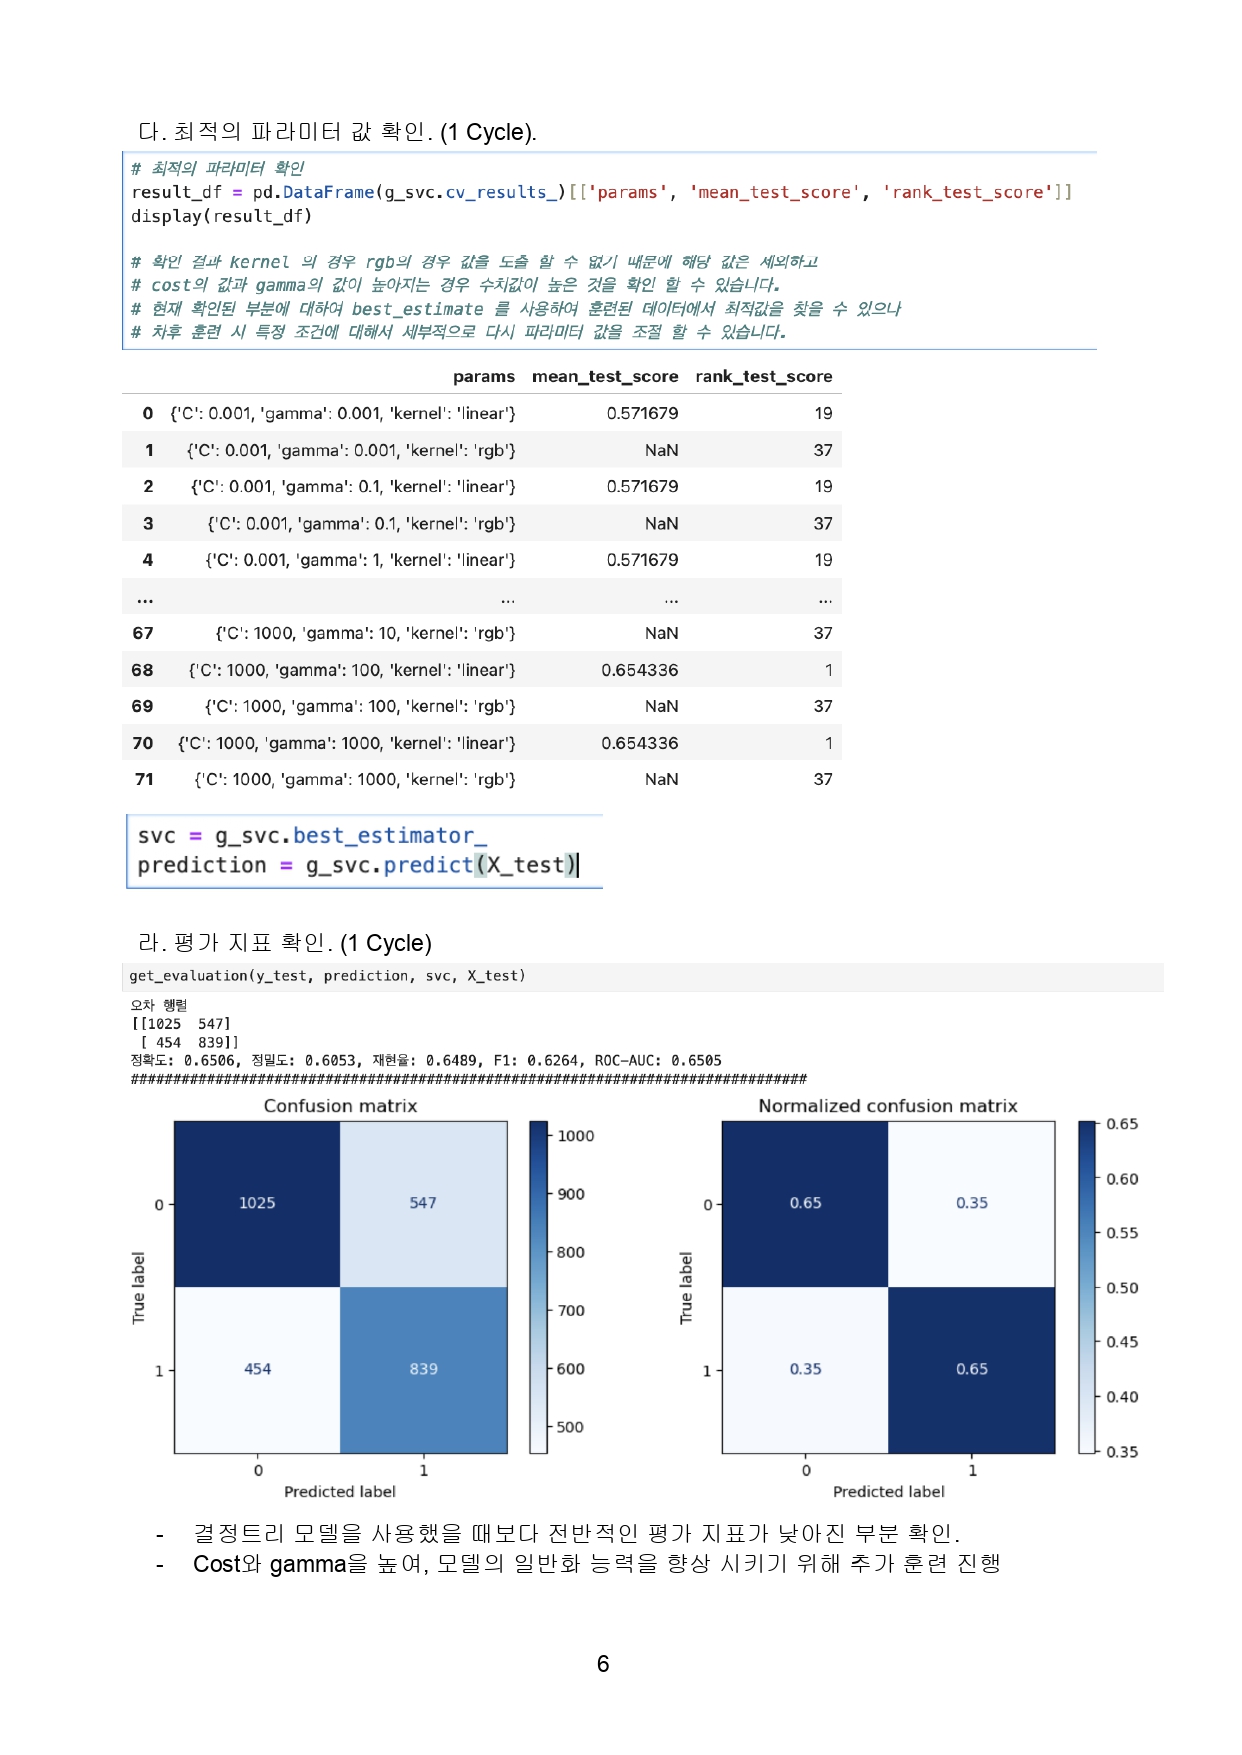 다. 최적의 파라미터 값 확인. (1 Cycle).
# 최적의 파라미터 확인
result_df = pd.DataFrame(g_svc.cv_results_)[['params', 'mean_test_score', 'rank_test_score']]
display(result_df)
# 확인 결과 Kernel 의 경우 rgb의 경우 값을 도출 할 수 없기 때문에 해당 값은 제외하고
# cost의 값과 gamma의 값이 높아지는 경우 수치값이 높은 것을 확인 할 수 있습니다.
# 현재 확인된 부분에 대하여 best_estimate 를 사용하여 훈련된 데이터에서 최적값을 찾을 수 있으나
# 차후 훈련 시 특정 조건에 대해서 세부적으로 다시 파라미터 값을 조절 할 수 있습니다.
params mean_test_score rank_test_score
0 {'C': 0.001, 'gamma': 0.001, 'kernel': 'linear'} 0.571679 19
1 {'C': 0.001, 'gamma': 0.001, 'kernel': 'rgb'} NaN 37
2 {'C': 0.001, 'gamma': 0.1, 'kernel': 'linear'} 0.571679 19
3 {'C': 0.001, 'gamma': 0.1, 'kernel': 'rgb'} NaN 37
4 {'C': 0.001, 'gamma': 1, 'kernel': 'linear'} 0.571679 19
... ... ... ...
67 {'C': 1000, 'gamma': 10, 'kernel': 'rgb'} NaN 37
68 {'C': 1000, 'gamma': 100, 'kernel': 'linear'} 0.654336 1
69 {'C': 1000, 'gamma': 100, 'kernel': 'rgb'} NaN 37
70 {'C': 1000, 'gamma': 1000, 'kernel': 'linear'} 0.654336 1
71 {'C': 1000, 'gamma': 1000, 'kernel': 'rgb'} NaN 37
svc = g_svc.best_estimator_
prediction = g_svc.predict(X_test)
라. 평가 지표 확인. (1 Cycle)
get_evaluation(y_test, prediction, svc, X_test)
오차 행렬
[[1025 547]
[ 454 839]]
정확도: 0.6506, 정밀도: 0.6053, 재현율: 0.6489, F1: 0.6264, ROC-AUC: 0.6505
################################################################################
Confusion matrix
1025 547
454 839
0
1
True label
0 1
Predicted label
1000
900
800
700
600
500
Normalized confusion matrix
0.65 0.35
0.35 0.65
0
1
True label
0 1
Predicted label
0.65
0.60
0.55
0.50
0.45
0.40
0.35
- 결정트리 모델을 사용했을 때보다 전반적인 평가 지표가 낮아진 부분 확인.
- Cost와 gamma을 높여, 모델의 일반화 능력을 향상 시키기 위해 추가 훈련 진행
6